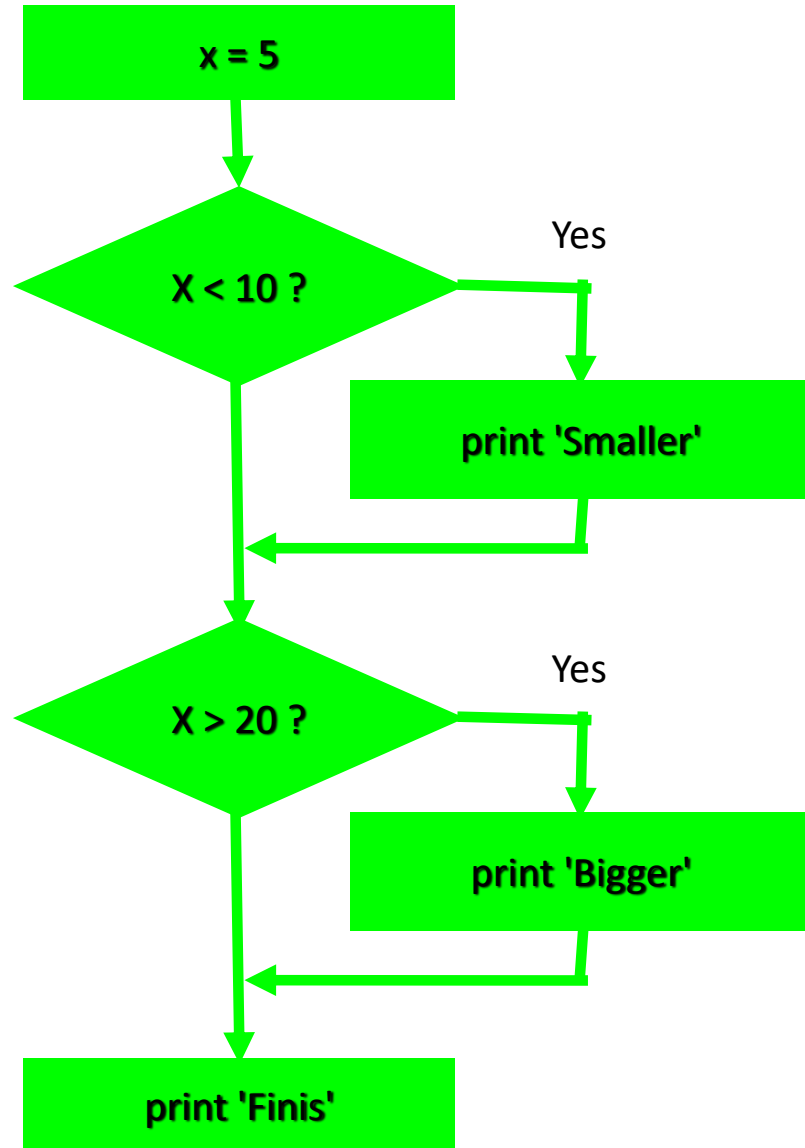 x = 5
Yes
X < 10 ?
print 'Smaller'
Yes
X > 20 ?
print 'Bigger'
print 'Finis'